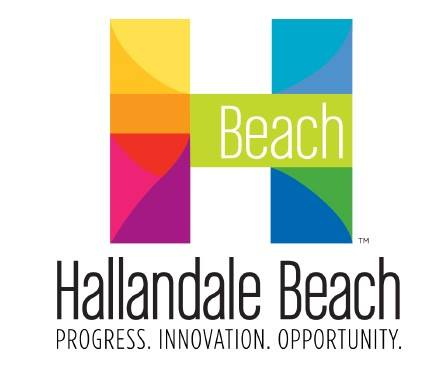 Beach
™
Hallandale Beach
PROGRESS. INNOVATION. OPPORTUNITY.